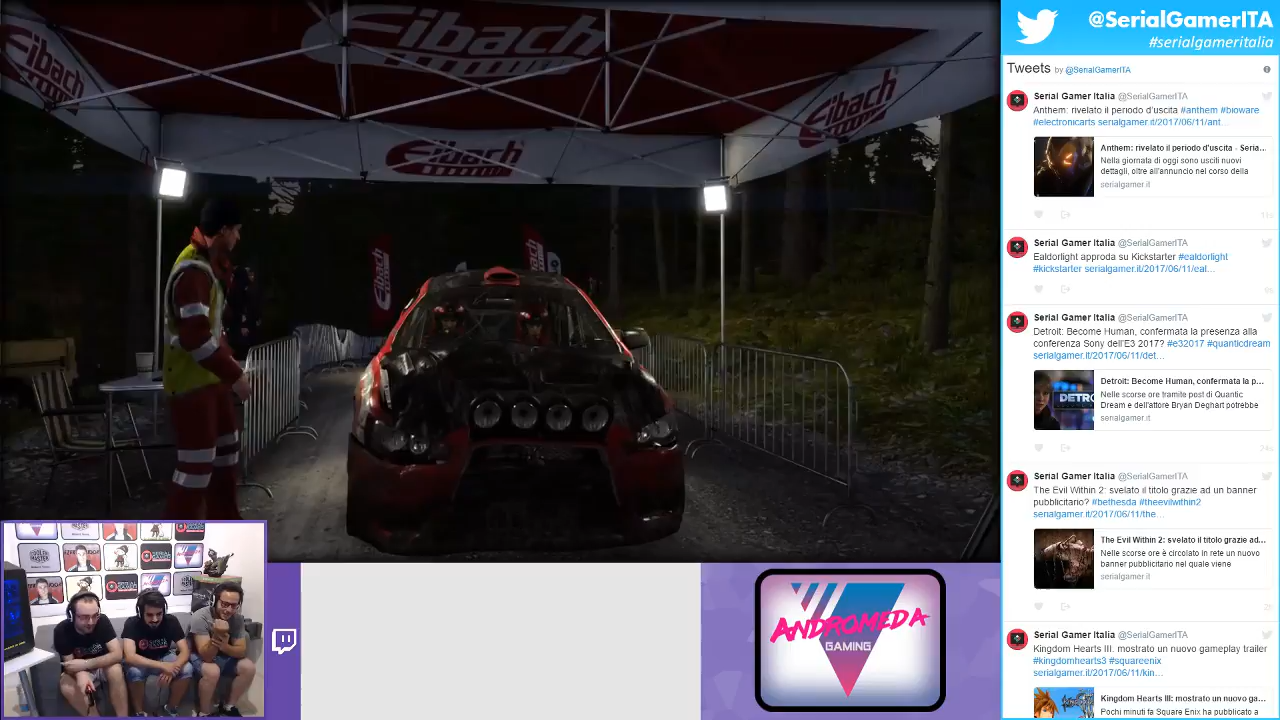 Eibach
Eibach
Eibach
Eibach
@SerialGamerITA
#serialgameritalia
Tweets by @SerialGamerITA
Serial Gamer Italia @SerialGamerITA
Anthem: rivelato il periodo d'uscita #anthem #bioware
#electronicarts serialgamer.it/2017/06/11/ant…
Anthem: rivelato il periodo d'uscita - Seria...
Nella giornata di oggi sono usciti nuovi
dettagli, oltre all'annuncio nel corso della
serialgamer.it
Serial Gamer Italia @SerialGamerITA
Ealdorlight approda su Kickstarter #ealdorlight
#kickstarter serialgamer.it/2017/06/11/eal…
Serial Gamer Italia @SerialGamerITA
Detroit: Become Human, confermata la presenza alla
conferenza Sony dell'E3 2017? #e32017 #quanticdream
serialgamer.it/2017/06/11/det…
DETRO
Detroit: Become Human, confermata la p...
Nelle scorse ore tramite post di Quantic
Dream e dell'attore Bryan Deghart potrebbe
serialgamer.it
Serial Gamer Italia @SerialGamerITA
The Evil Within 2: svelato il titolo grazie ad un banner
pubblicitario? #bethesda #theevilwithin2
serialgamer.it/2017/06/11/the…
The Evil Within 2: svelato il titolo grazie ad...
Nelle scorse ore è circolato in rete un nuovo
banner pubblicitario nel quale viene
serialgamer.it
Serial Gamer Italia @SerialGamerITA
Kingdom Hearts III: mostrato un nuovo gameplay trailer
#kingdomhearts3 #squareenix
serialgamer.it/2017/06/11/kin…
Kingdom Hearts III: mostrato un nuovo ga...
Pochi minuti fa Square Enix ha pubblicato a
ANDROMEDA
GAMING